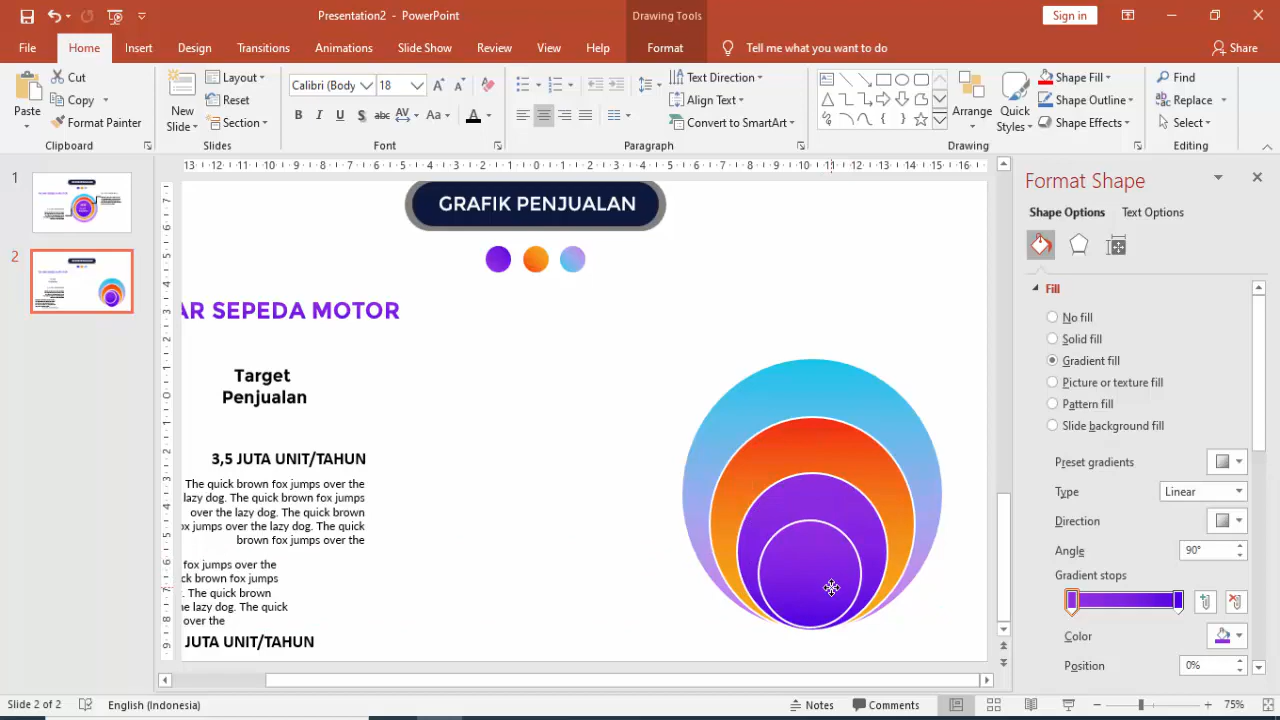 Presentation2 - PowerPoint
Drawing Tools
Sign in
File
Home
Insert
Design
Transitions
Animations
Slide Show
Review
View
Help
Format
Tell me what you want to do
Share
Paste
Cut
Copy
Format Painter
Clipboard
New
Slide
Layout
Reset
Section
Slides
Calibri (Body
18
Font
Text Direction
Align Text
Convert to SmartArt
Paragraph
Arrange
Quick
Styles
Shape Fill
Shape Outline
Shape Effects
Drawing
Find
Replace
Select
Editing
1
2
GRAFIK PENJUALAN
AR SEPEDA MOTOR
Target
Penjualan
3,5 JUTA UNIT/TAHUN
The quick brown fox jumps over the
lazy dog. The quick brown fox jumps
over the lazy dog. The quick brown
ox jumps over the lazy dog. The quick
brown fox jumps over the
fox jumps over the
ck brown fox jumps
. The quick brown
he lazy dog. The quick
over the
JUTA UNIT/TAHUN
Format Shape
Shape Options
Text Options
Fill
No fill
Solid fill
Gradient fill
Picture or texture fill
Pattern fill
Slide background fill
Preset gradients
Type
Linear
Direction
Angle
90°
Gradient stops
Color
Position
0%
Slide 2 of 2
English (Indonesia)
Notes
Comments
75%